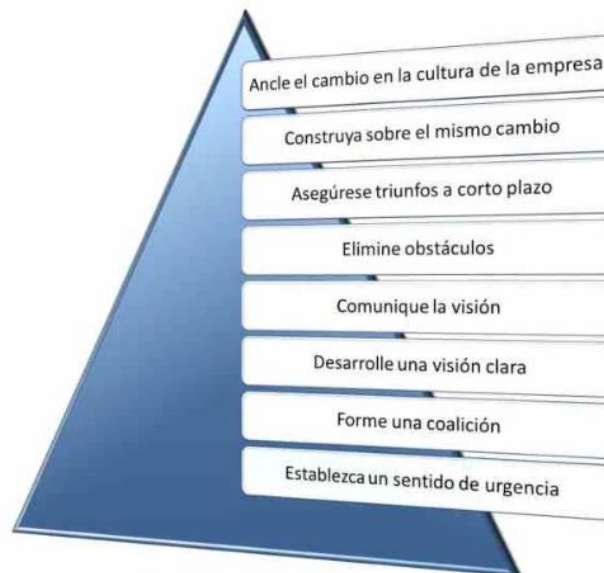 Ancle el cambio en la cultura de la empresa
Construya sobre el mismo cambio
Asegúrese triunfos a corto plazo
Elimine obstáculos
Comunique la visión
Desarrolle una visión clara
Forme una coalición
Establezca un sentido de urgencia